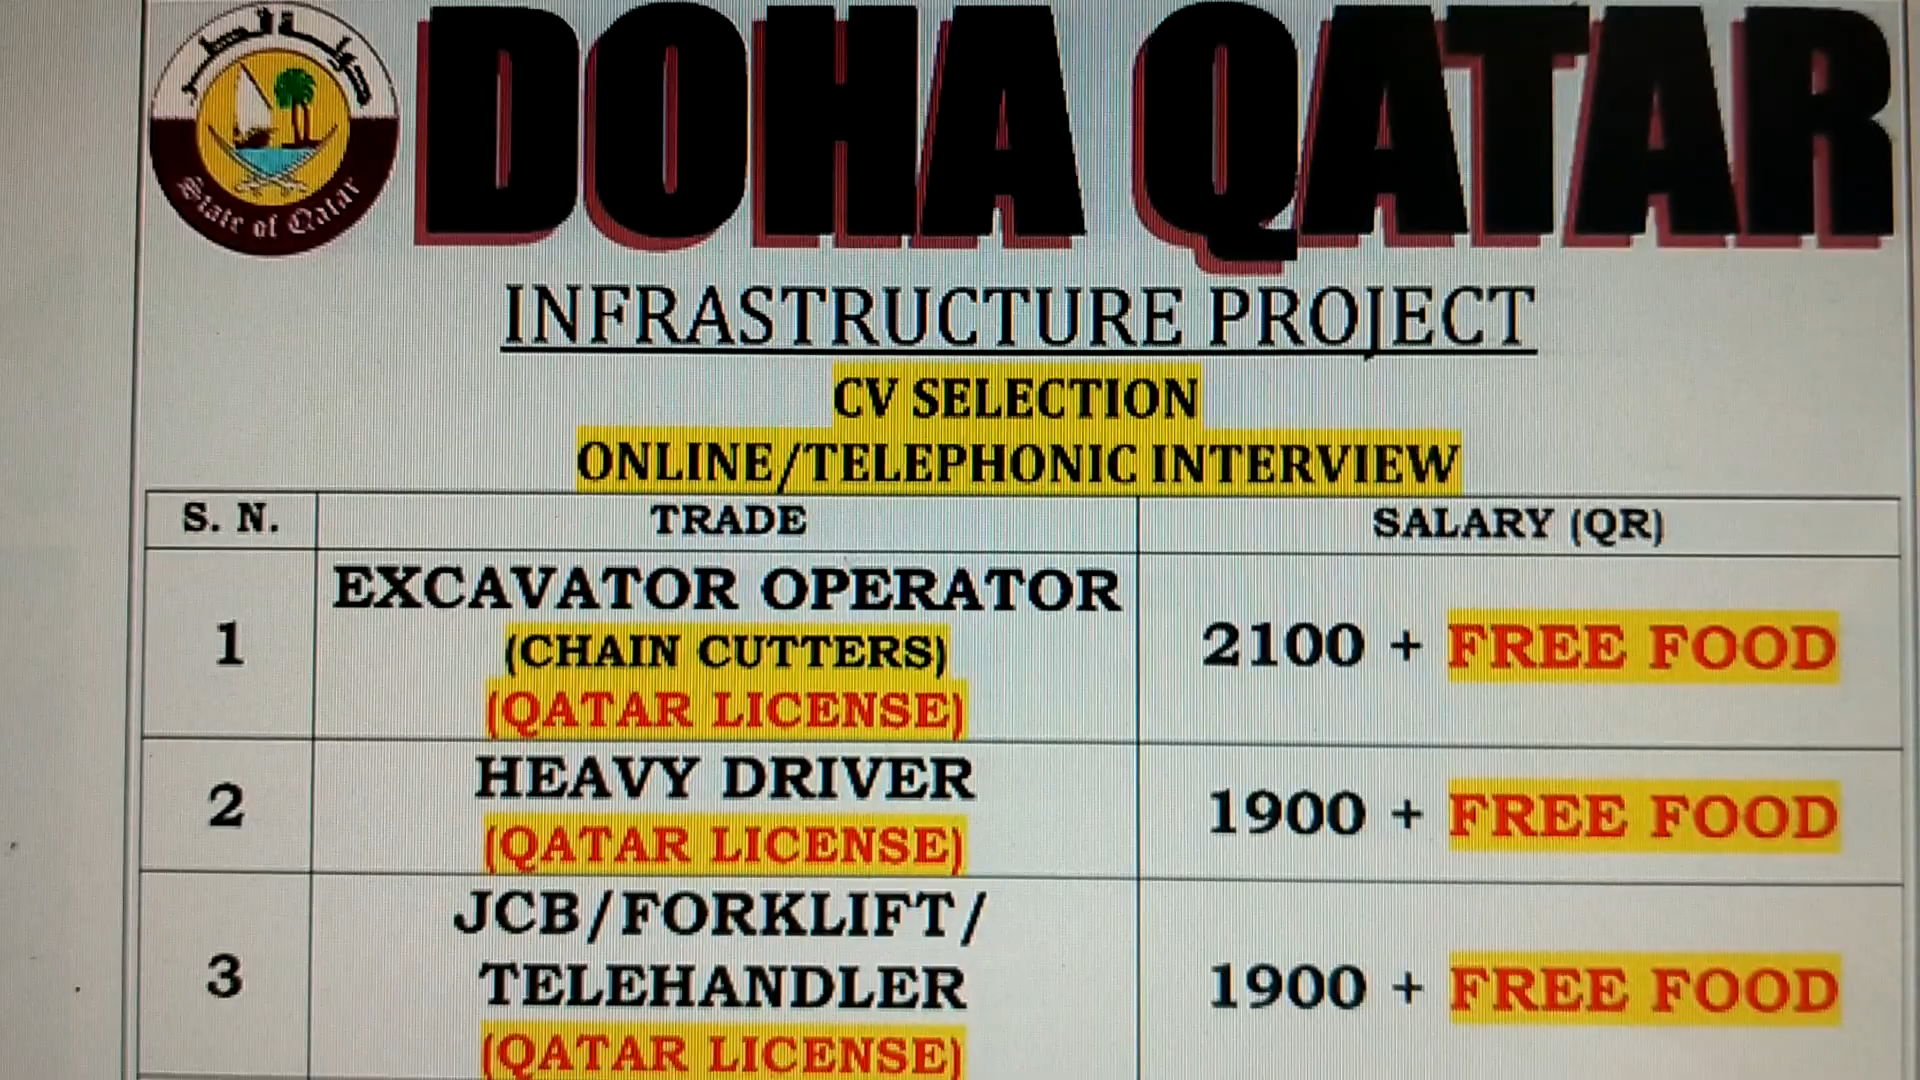 دولة قطر
State of Qatar
DOHA QATAR
INFRASTRUCTURE PROJECT
CV SELECTION
ONLINE/TELEPHONIC INTERVIEW
S. N. TRADE SALARY (QR)
1 EXCAVATOR OPERATOR (CHAIN CUTTERS) (QATAR LICENSE) 2100 + FREE FOOD
2 HEAVY DRIVER (QATAR LICENSE) 1900 + FREE FOOD
3 JCB/FORKLIFT/ TELEHANDLER (QATAR LICENSE) 1900 + FREE FOOD